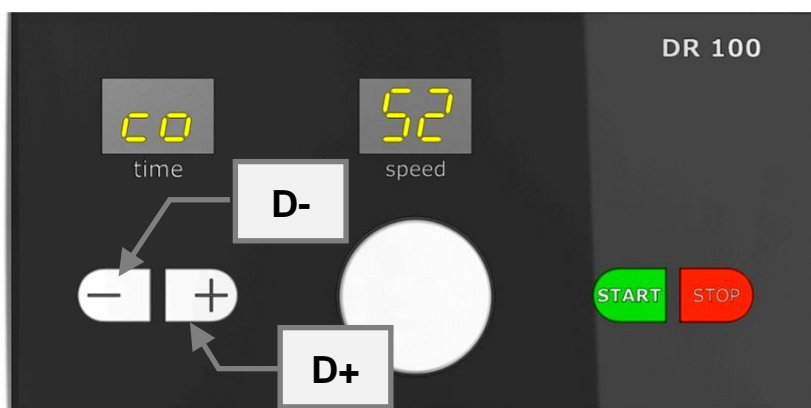 DR 100
co
52
time
speed
D-
−
+
START
STOP
D+